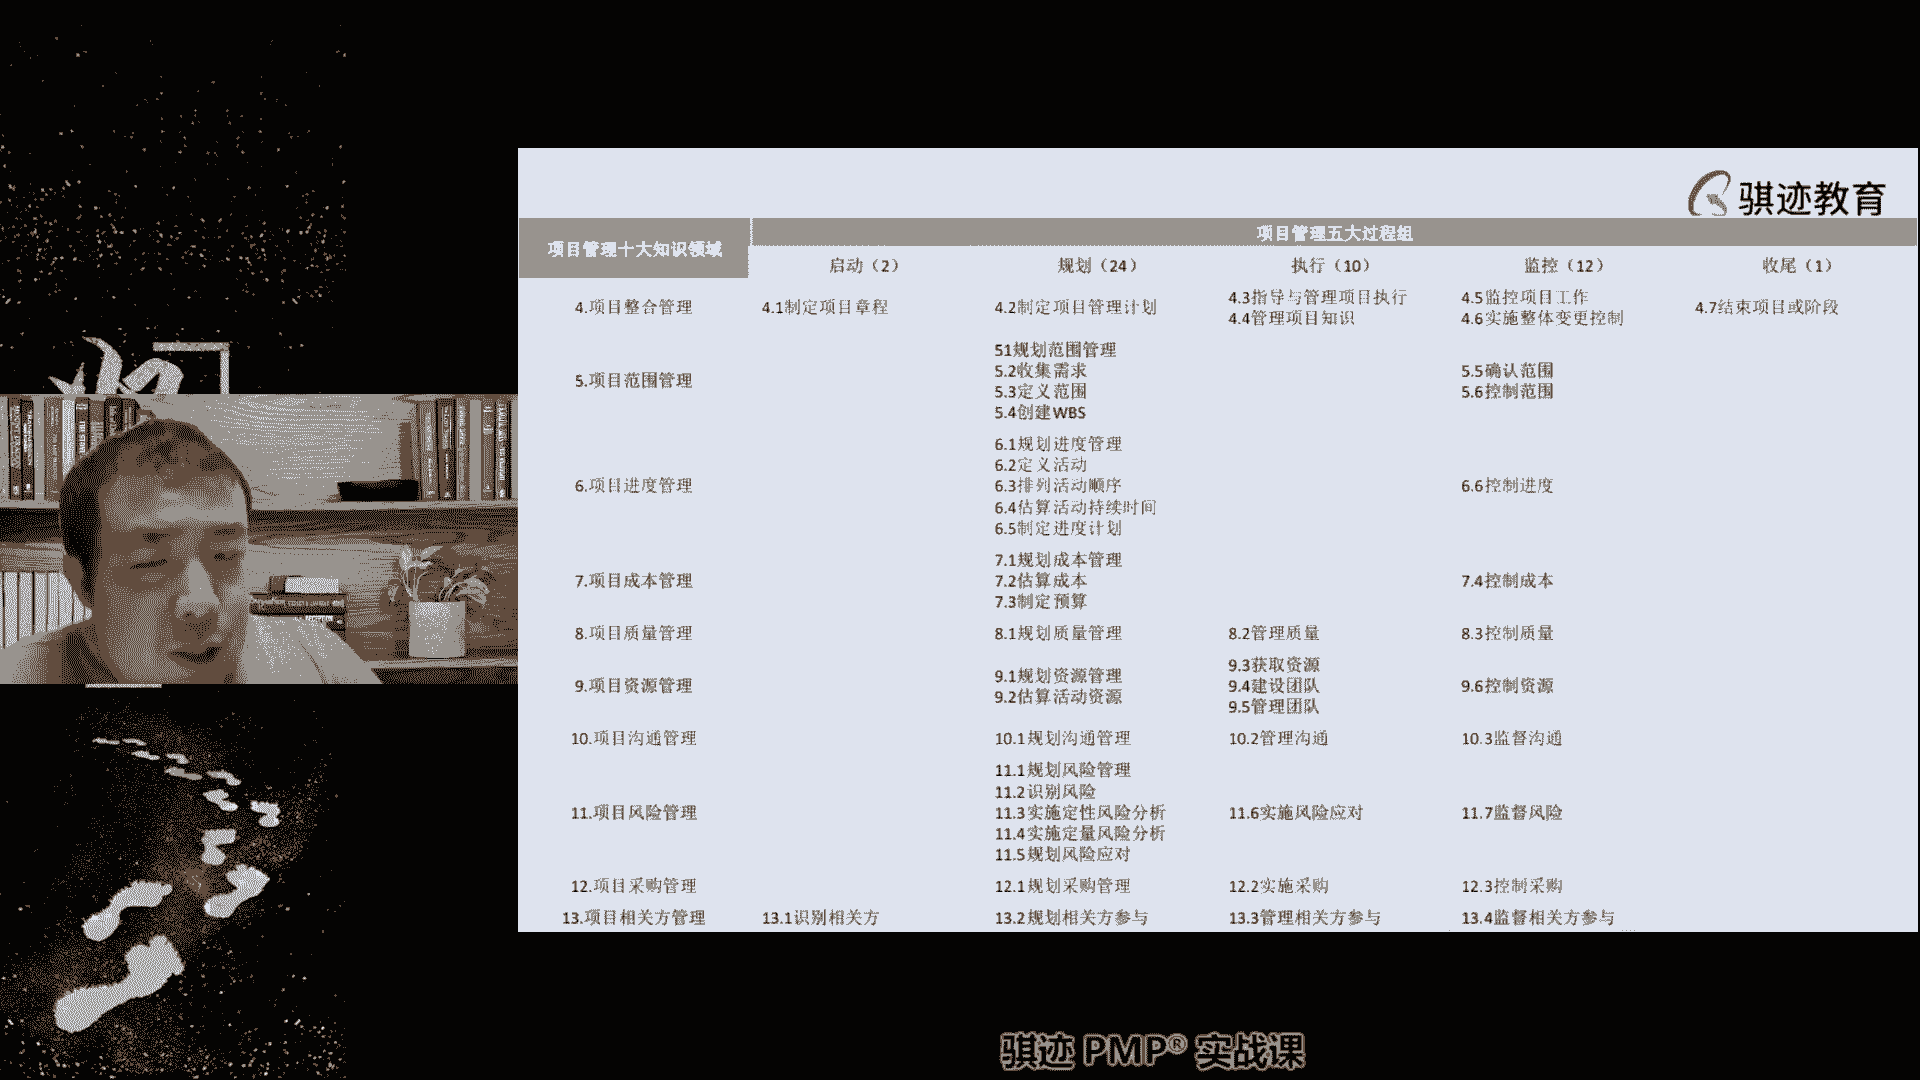 骐迹教育
项目管理十大知识领域
项目管理五大过程组
启动（2）
规划（24）
执行（10）
监控（12）
收尾（1）
4.项目整合管理
4.1制定项目章程
4.2制定项目管理计划
4.3指导与管理项目执行
4.4管理项目知识
4.5监控项目工作
4.6实施整体变更控制
4.7结束项目或阶段
5.项目范围管理
51规划范围管理
5.2收集需求
5.3定义范围
5.4创建WBS
5.5确认范围
5.6控制范围
6.项目进度管理
6.1规划进度管理
6.2定义活动
6.3排列活动顺序
6.4估算活动持续时间
6.5制定进度计划
6.6控制进度
7.项目成本管理
7.1规划成本管理
7.2估算成本
7.3制定预算
7.4控制成本
8.项目质量管理
8.1规划质量管理
8.2管理质量
8.3控制质量
9.项目资源管理
9.1规划资源管理
9.2估算活动资源
9.3获取资源
9.4建设团队
9.5管理团队
9.6控制资源
10.项目沟通管理
10.1规划沟通管理
10.2管理沟通
10.3监督沟通
11.项目风险管理
11.1规划风险管理
11.2识别风险
11.3实施定性风险分析
11.4实施定量风险分析
11.5规划风险应对
11.6实施风险应对
11.7监督风险
12.项目采购管理
12.1规划采购管理
12.2实施采购
12.3控制采购
13.项目相关方管理
13.1识别相关方
13.2规划相关方参与
13.3管理相关方参与
13.4监督相关方参与
骐迹 PMP® 实战课